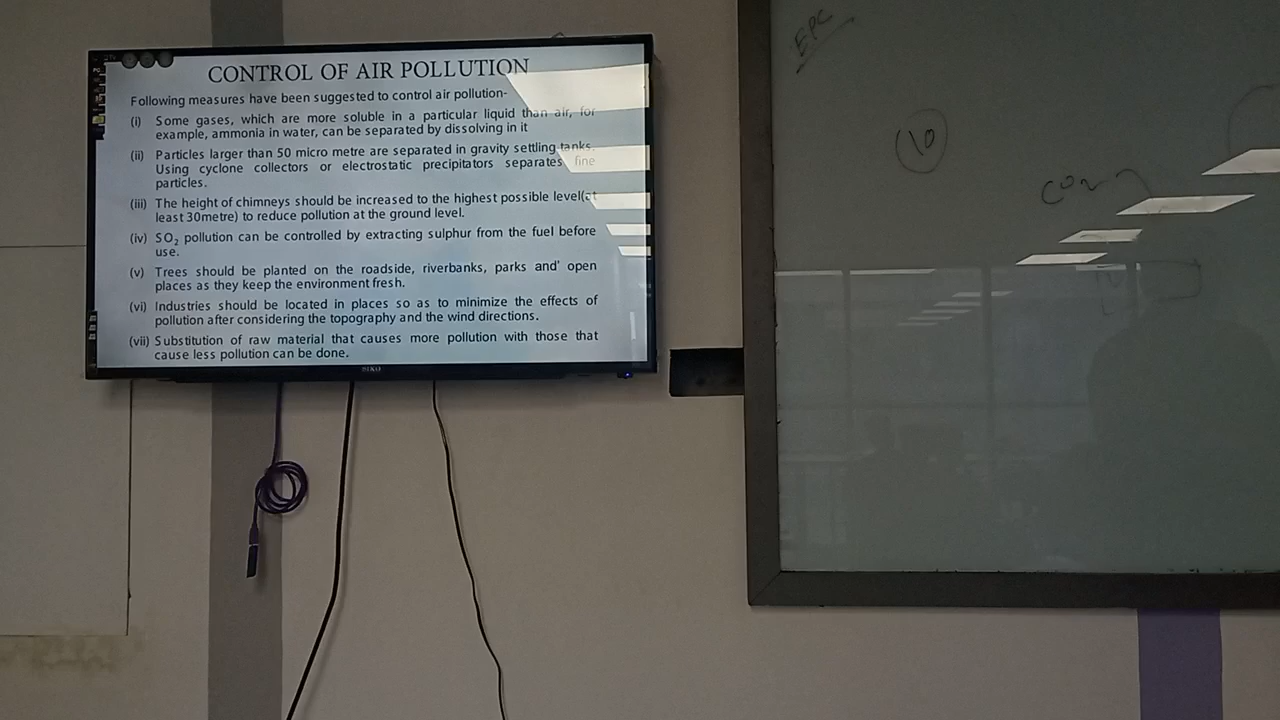 CONTROL OF AIR POLLUTION
Following measures have been suggested to control air pollution-
(i) Some gases, which are more soluble in a particular liquid than air, for
example, ammonia in water, can be separated by dissolving in it
(ii) Particles larger than 50 micro metre are separated in gravity settling tanks.
Using cyclone collectors or electrostatic precipitators separates fine
particles.
(iii) The height of chimneys should be increased to the highest possible level(at
least 30metre) to reduce pollution at the ground level.
(iv) SO₂ pollution can be controlled by extracting sulphur from the fuel before
use.
(v) Trees should be planted on the roadside, riverbanks, parks and' open
places as they keep the environment fresh.
(vi) Industries should be located in places so as to minimize the effects of
pollution after considering the topography and the wind directions.
(vii) Substitution of raw material that causes more pollution with those that
cause less pollution can be done.
EPC
10